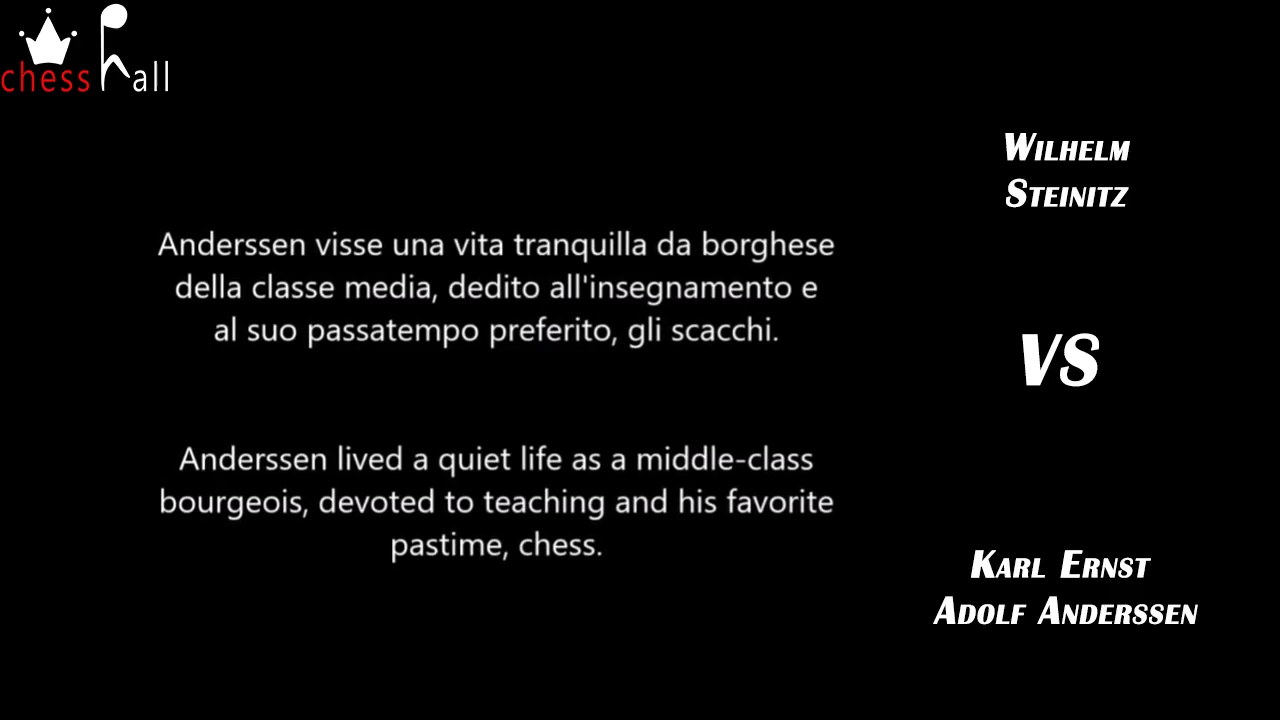 chess hall
Anderssen visse una vita tranquilla da borghese
della classe media, dedito all'insegnamento e
al suo passatempo preferito, gli scacchi.
Anderssen lived a quiet life as a middle-class
bourgeois, devoted to teaching and his favorite
pastime, chess.
WILHELM
STEINITZ
VS
KARL ERNST
ADOLF ANDERSSEN